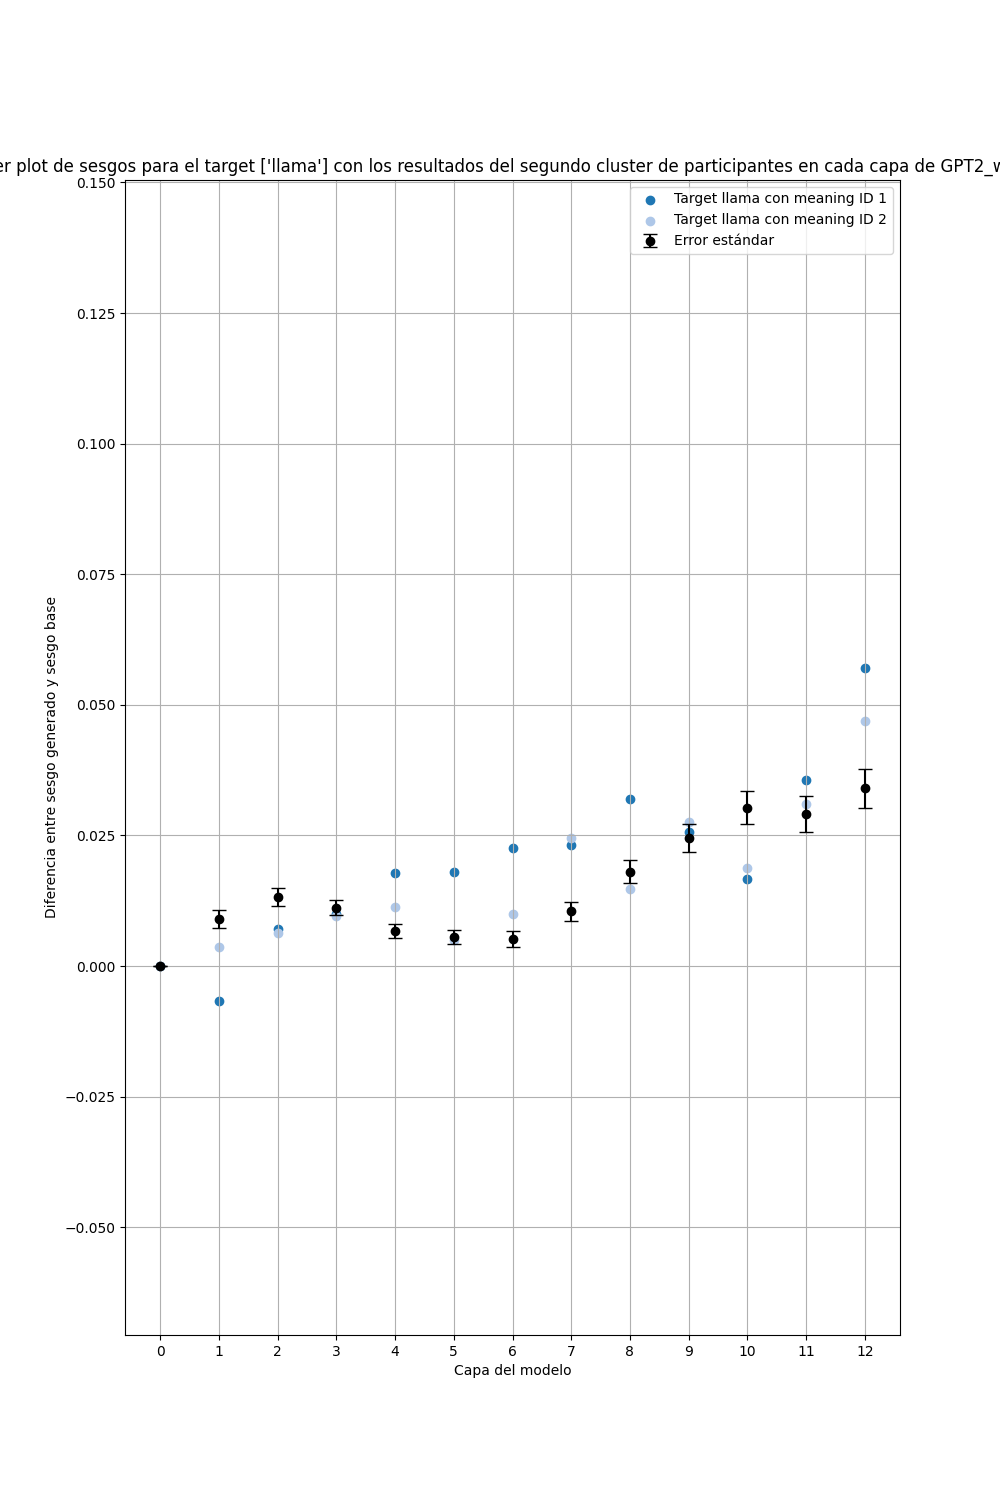 plot de sesgos para el target ['llama'] con los resultados del segundo cluster de participantes en cada capa de
Target llama con meaning ID 1
Target llama con meaning ID 2
Error estándar
0.150
0.125
0.100
0.075
0.050
0.025
0.000
−0.025
−0.050
Diferencia entre sesgo generado y sesgo base
0 1 2 3 4 5 6 7 8 9 10 11 12
Capa del modelo